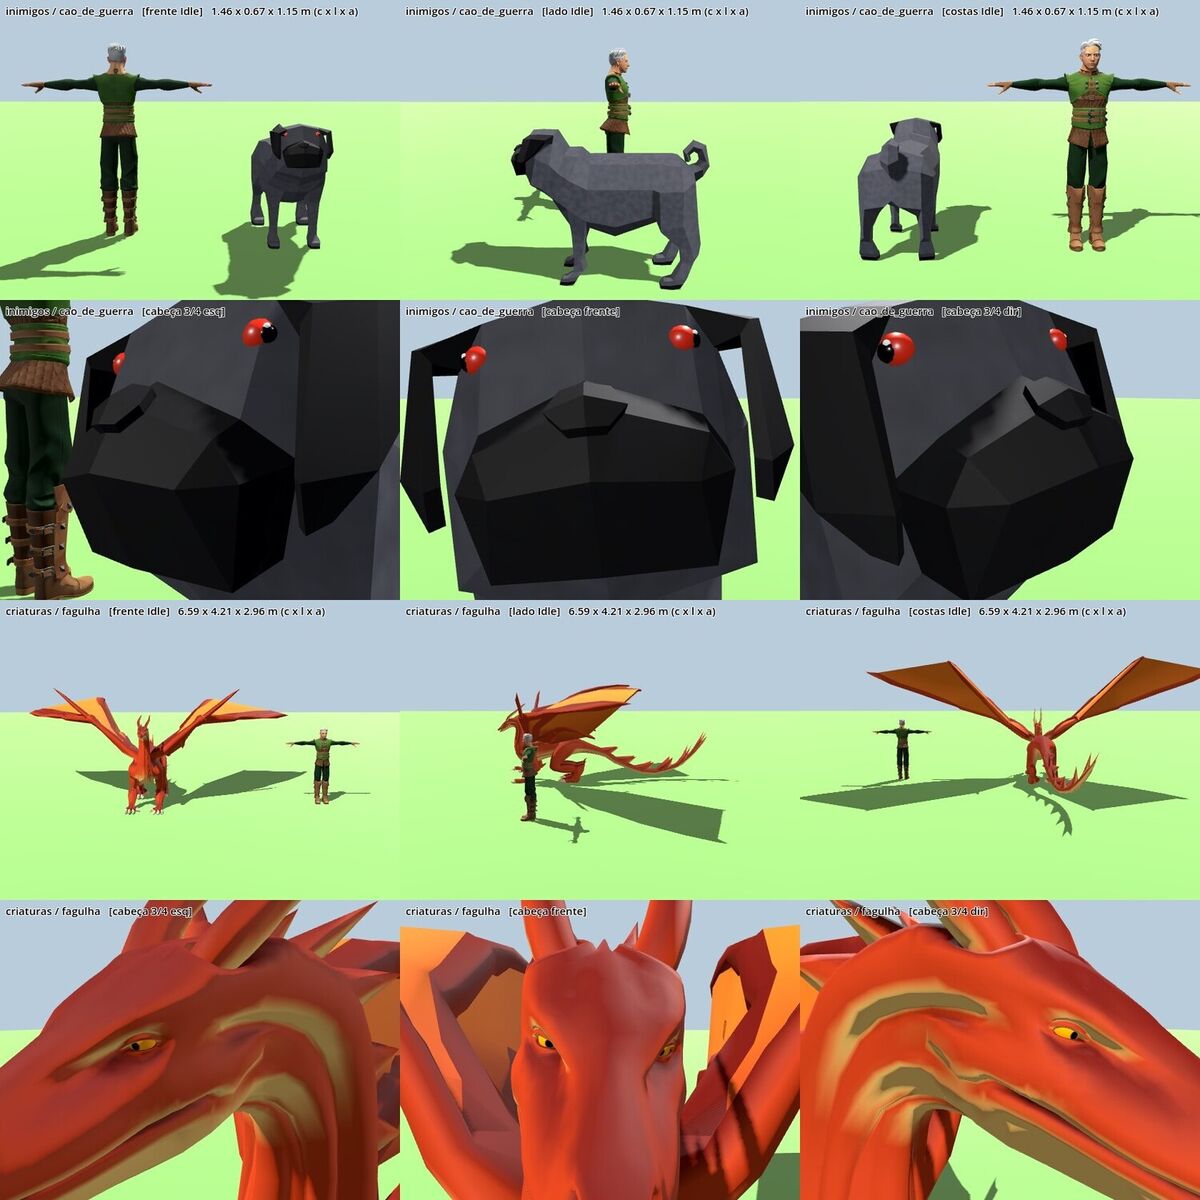 inimigos / cao_de_guerra [frente Idle] 1.46 x 0.67 x 1.15 m (c x l x a)
inimigos / cao_de_guerra [lado Idle] 1.46 x 0.67 x 1.15 m (c x l x a)
inimigos / cao_de_guerra [costas Idle] 1.46 x 0.67 x 1.15 m (c x l x a)
inimigos / cao_de_guerra [cabeça 3/4 esq]
inimigos / cao_de_guerra [cabeça frente]
inimigos / cao_de_guerra [cabeça 3/4 dir]
criaturas / fagulha [frente Idle] 6.59 x 4.21 x 2.96 m (c x l x a)
criaturas / fagulha [lado Idle] 6.59 x 4.21 x 2.96 m (c x l x a)
criaturas / fagulha [costas Idle] 6.59 x 4.21 x 2.96 m (c x l x a)
criaturas / fagulha [cabeça 3/4 esq]
criaturas / fagulha [cabeça frente]
criaturas / fagulha [cabeça 3/4 dir]